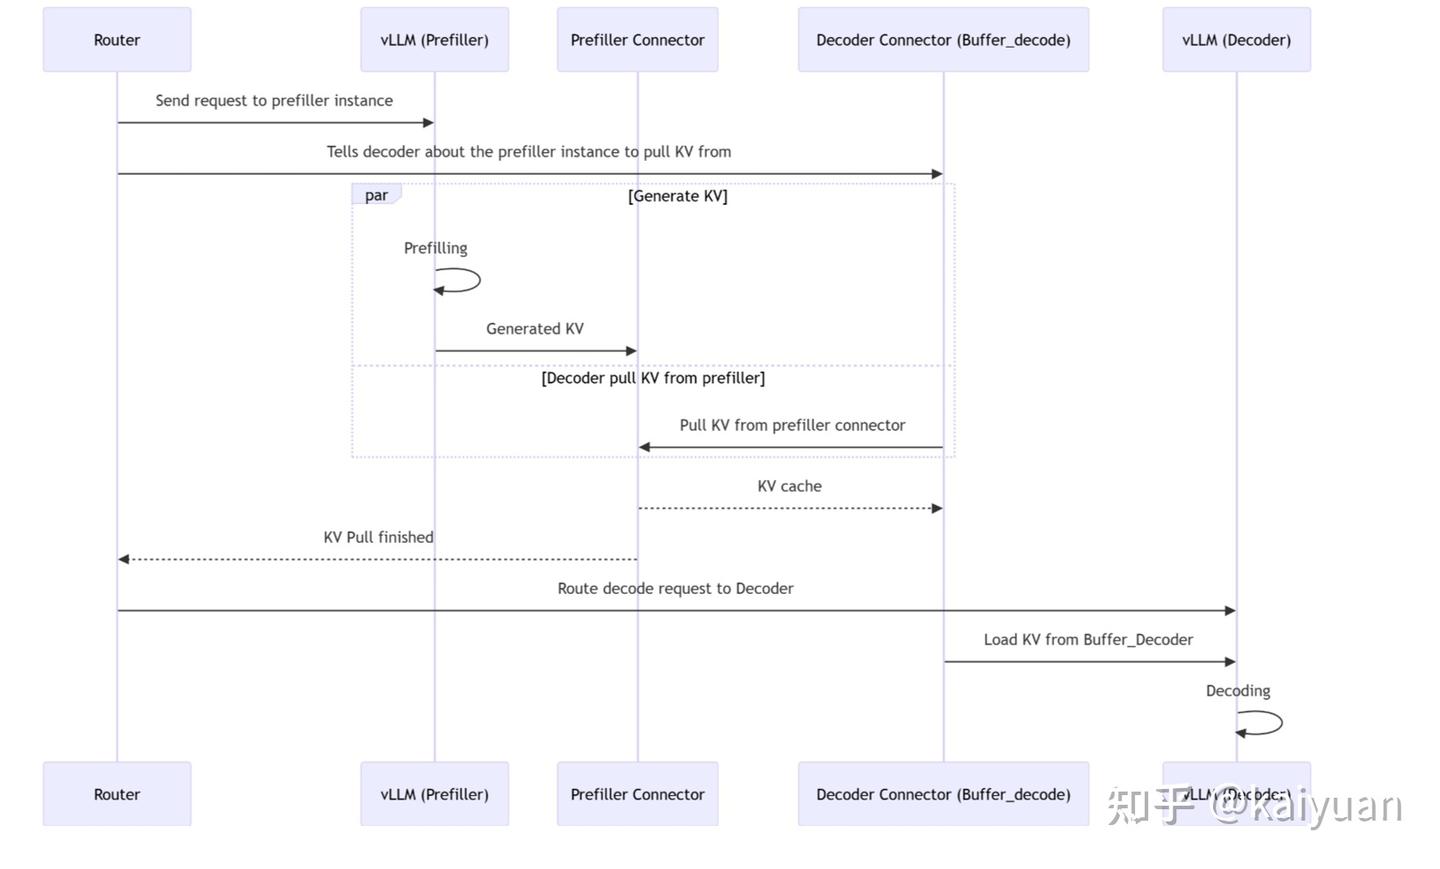 Router
vLLM (Prefiller)
Prefiller Connector
Decoder Connector (Buffer_decode)
vLLM (Decoder)
Send request to prefiller instance
Tells decoder about the prefiller instance to pull KV from
par
[Generate KV]
Prefilling
Generated KV
[Decoder pull KV from prefiller]
Pull KV from prefiller connector
KV cache
KV Pull finished
Route decode request to Decoder
Load KV from Buffer_Decoder
Decoding
Router
vLLM (Prefiller)
Prefiller Connector
Decoder Connector (Buffer_decode)
vLLM (Decoder)
知乎 @kaiyuan